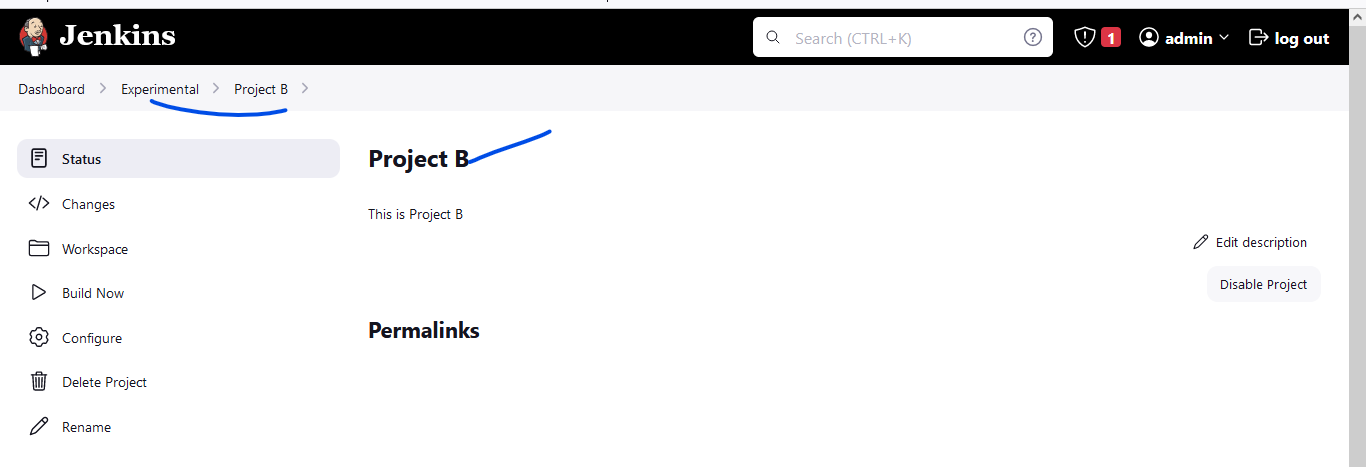 Jenkins
Search (CTRL+K)
1
admin
log out
Dashboard
Experimental
Project B
Status
Changes
Workspace
Build Now
Configure
Delete Project
Rename
Project B
This is Project B
Edit description
Disable Project
Permalinks